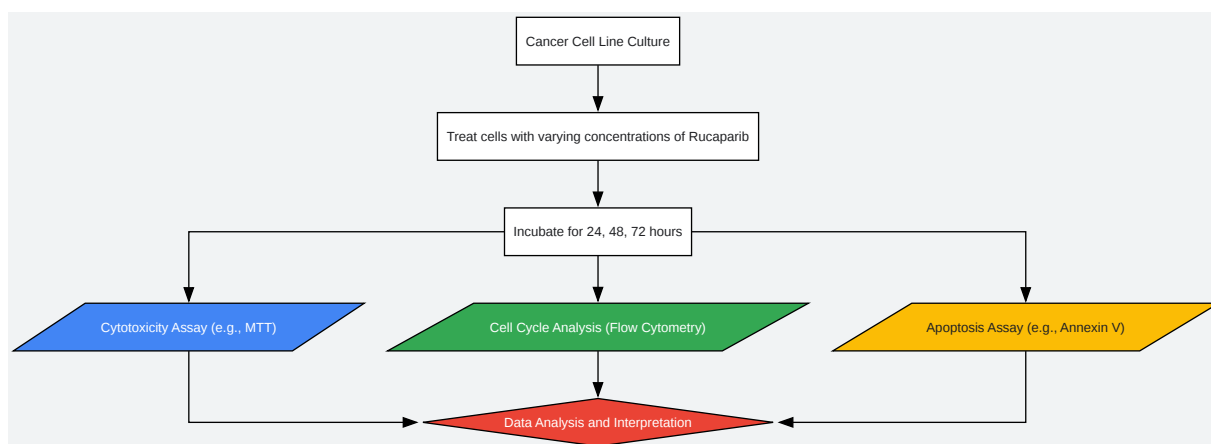 Cancer Cell Line Culture
Treat cells with varying concentrations of Rucaparib
Incubate for 24, 48, 72 hours
Cytotoxicity Assay (e.g., MTT)
Cell Cycle Analysis (Flow Cytometry)
Apoptosis Assay (e.g., Annexin V)
Data Analysis and Interpretation